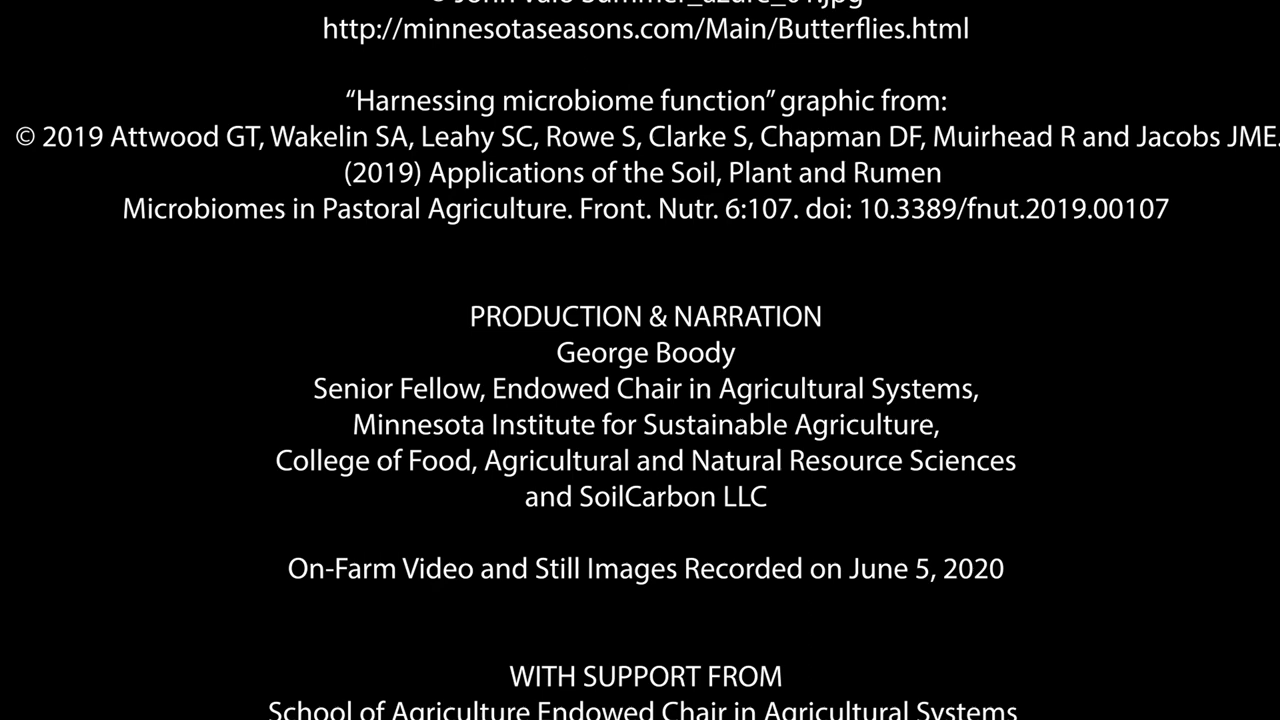 http://minnesotaseasons.com/Main/Butterflies.html
“Harnessing microbiome function” graphic from:
© 2019 Attwood GT, Wakelin SA, Leahy SC, Rowe S, Clarke S, Chapman DF, Muirhead R and Jacobs JME.
(2019) Applications of the Soil, Plant and Rumen
Microbiomes in Pastoral Agriculture. Front. Nutr. 6:107. doi: 10.3389/fnut.2019.00107
PRODUCTION & NARRATION
George Boody
Senior Fellow, Endowed Chair in Agricultural Systems,
Minnesota Institute for Sustainable Agriculture,
College of Food, Agricultural and Natural Resource Sciences
and SoilCarbon LLC
On-Farm Video and Still Images Recorded on June 5, 2020
WITH SUPPORT FROM
School of Agriculture Endowed Chair in Agricultural Systems